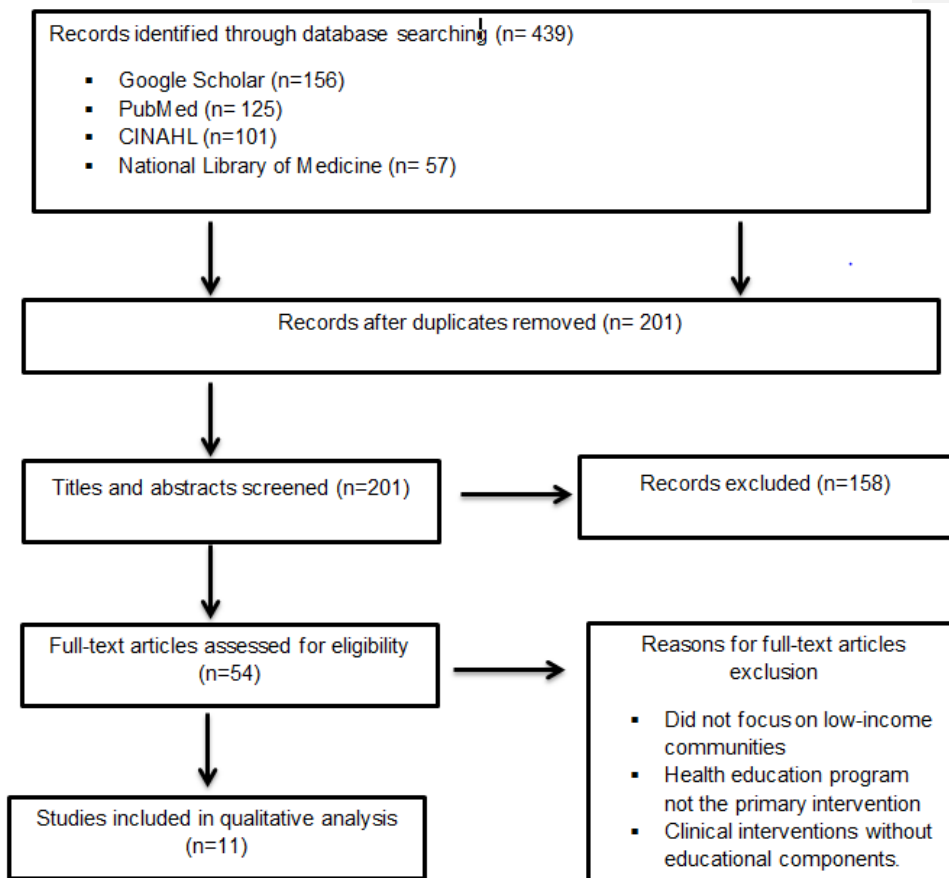 Records identified through database searching (n= 439)
▪ Google Scholar (n=156)
▪ PubMed (n= 125)
▪ CINAHL (n=101)
▪ National Library of Medicine (n= 57)
Records after duplicates removed (n= 201)
Titles and abstracts screened (n=201)
Records excluded (n=158)
Full-text articles assessed for eligibility
(n=54)
Reasons for full-text articles
exclusion
▪ Did not focus on low-income
communities
▪ Health education program
not the primary intervention
▪ Clinical interventions without
educational components.
Studies included in qualitative analysis
(n=11)